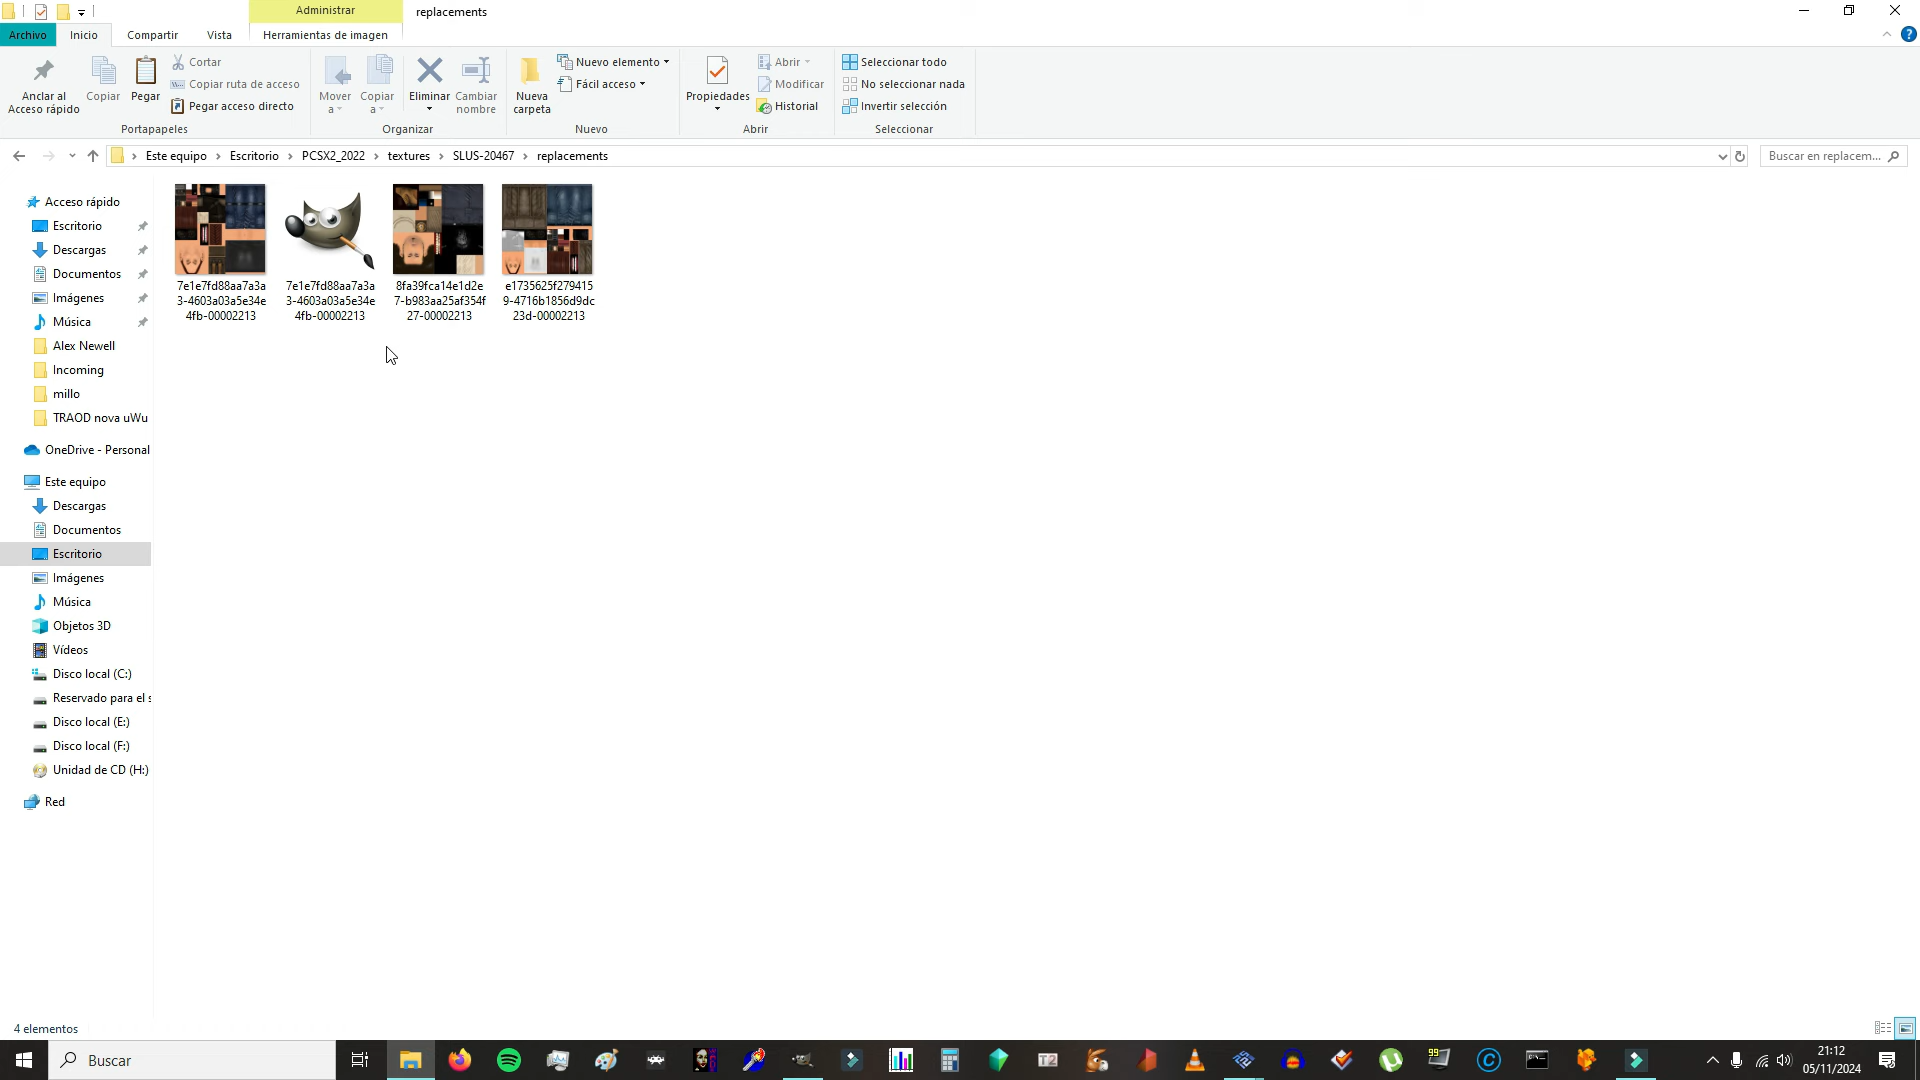 Administrar
replacements
Archivo
Inicio
Compartir
Vista
Herramientas de imagen
Anclar al
Acceso rápido
Copiar
Pegar
Cortar
Copiar ruta de acceso
Pegar acceso directo
Portapapeles
Mover
a
Copiar
a
Eliminar
Cambiar
nombre
Organizar
Nueva
carpeta
Nuevo elemento
Fácil acceso
Nuevo
Propiedades
Abrir
Modificar
Historial
Abrir
Seleccionar todo
No seleccionar nada
Invertir selección
Seleccionar
Este equipo › Escritorio › PCSX2_2022 › textures › SLUS-20467 › replacements
Buscar en replacem...
Acceso rápido
Escritorio
Descargas
Documentos
Imágenes
Música
Alex Newell
Incoming
millo
TRAOD nova uWu
OneDrive - Personal
Este equipo
Descargas
Documentos
Escritorio
Imágenes
Música
Objetos 3D
Vídeos
Disco local (C:)
Reservado para el s
Disco local (E:)
Disco local (F:)
Unidad de CD (H:)
Red
7e1e7fd88aa7a3a
3-4603a03a5e34e
4fb-00002213
7e1e7fd88aa7a3a
3-4603a03a5e34e
4fb-00002213
8fa39fca14e1d2e
7-b983aa25af354f
27-00002213
e1735625f279415
9-4716b1856d9dc
23d-00002213
4 elementos
Buscar
T2
99
21:12
05/11/2024